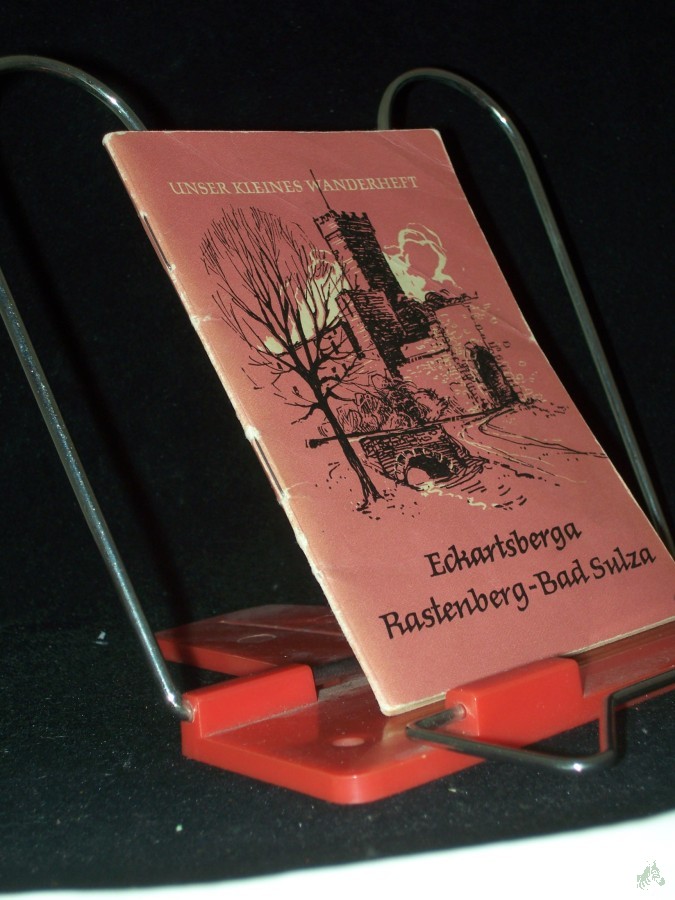 UNSER KLEINES WANDERHEFT
Eckartsberga
Rastenberg-Bad Sulza